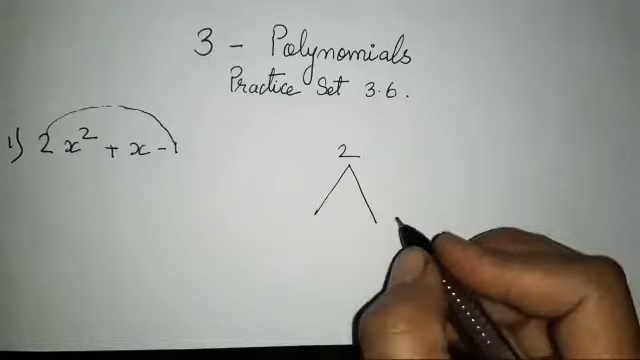 3 - Polynomials
Practice Set 3.6.
1) 2x² + x - 1
2